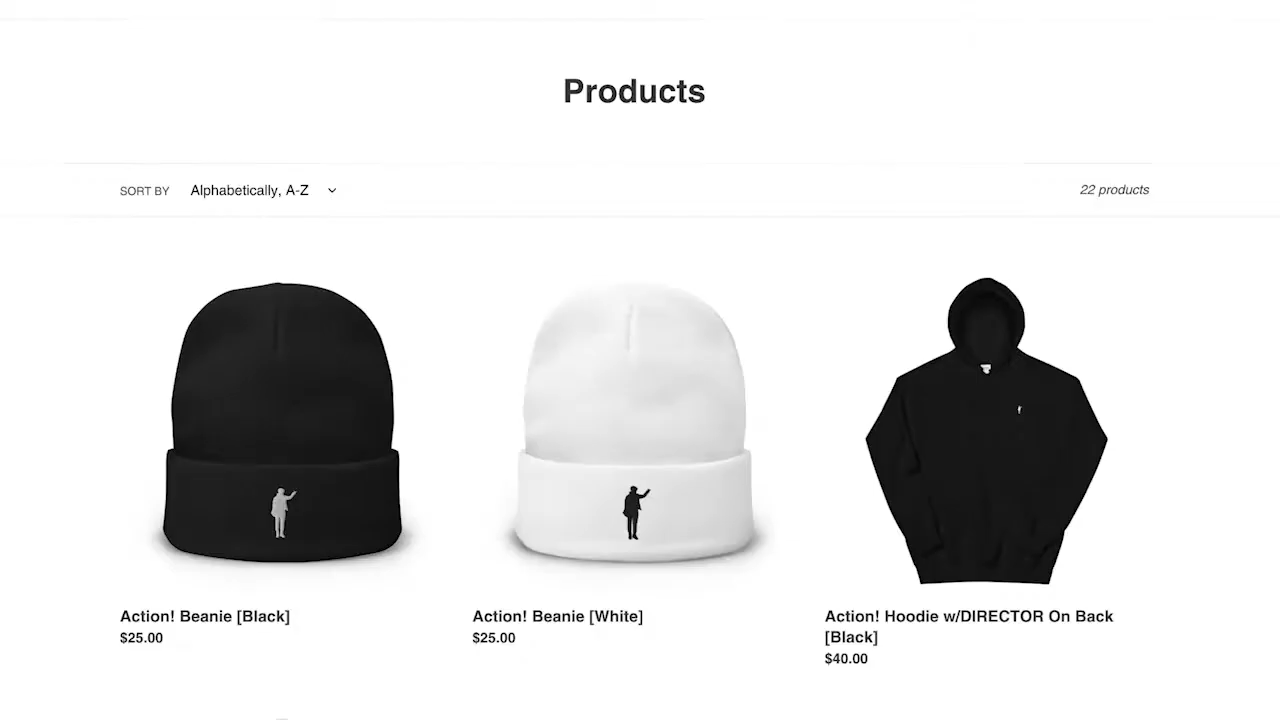 Products
SORT BY Alphabetically, A-Z
22 products
Action! Beanie [Black]
$25.00
Action! Beanie [White]
$25.00
Action! Hoodie w/DIRECTOR On Back
[Black]
$40.00